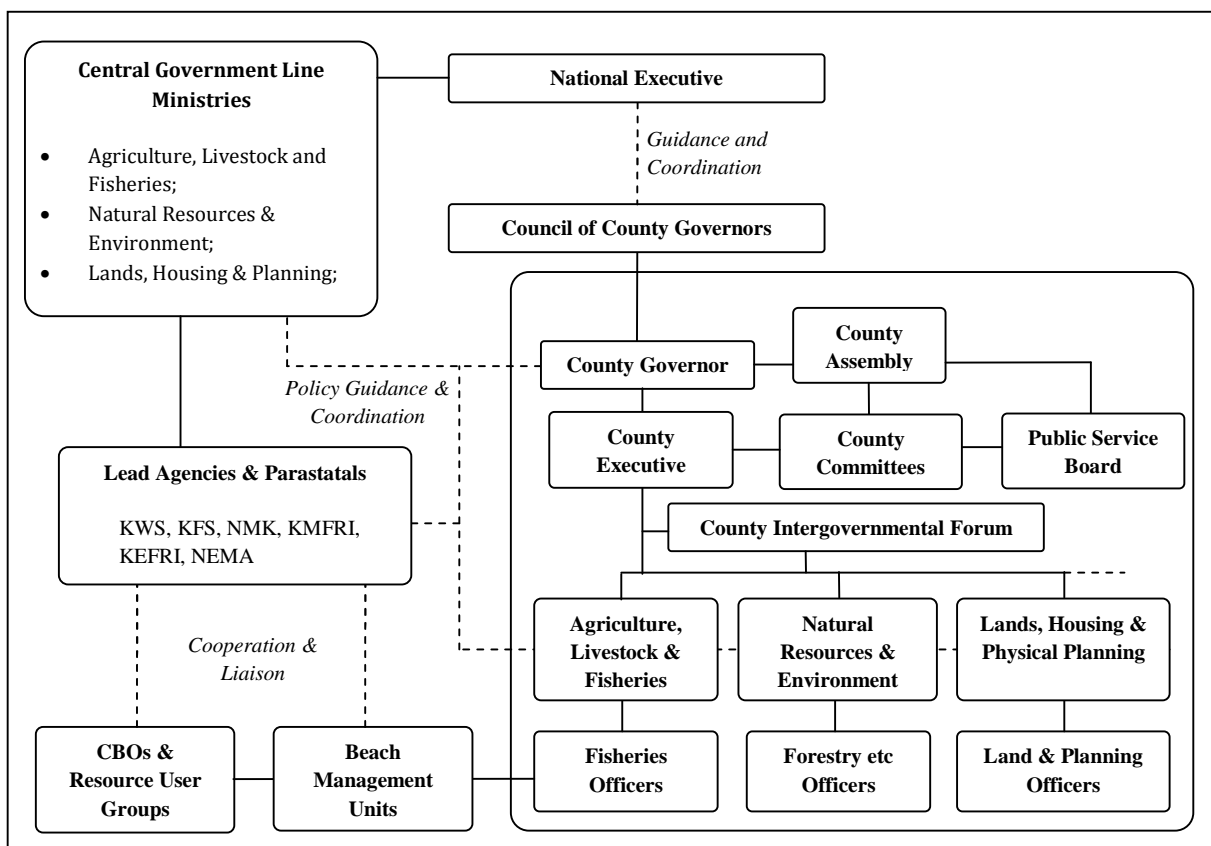 Central Government Line
Ministries
• Agriculture, Livestock and
Fisheries;
• Natural Resources &
Environment;
• Lands, Housing & Planning;
National Executive
Guidance and
Coordination
Council of County Governors
County Governor
County
Assembly
Policy Guidance &
Coordination
County
Executive
County
Committees
Public Service
Board
Lead Agencies & Parastatals
KWS, KFS, NMK, KMFRI,
KEFRI, NEMA
County Intergovernmental Forum
Agriculture,
Livestock &
Fisheries
Natural
Resources &
Environment
Lands, Housing &
Physical Planning
Cooperation &
Liaison
CBOs &
Resource User
Groups
Beach
Management
Units
Fisheries
Officers
Forestry etc
Officers
Land & Planning
Officers